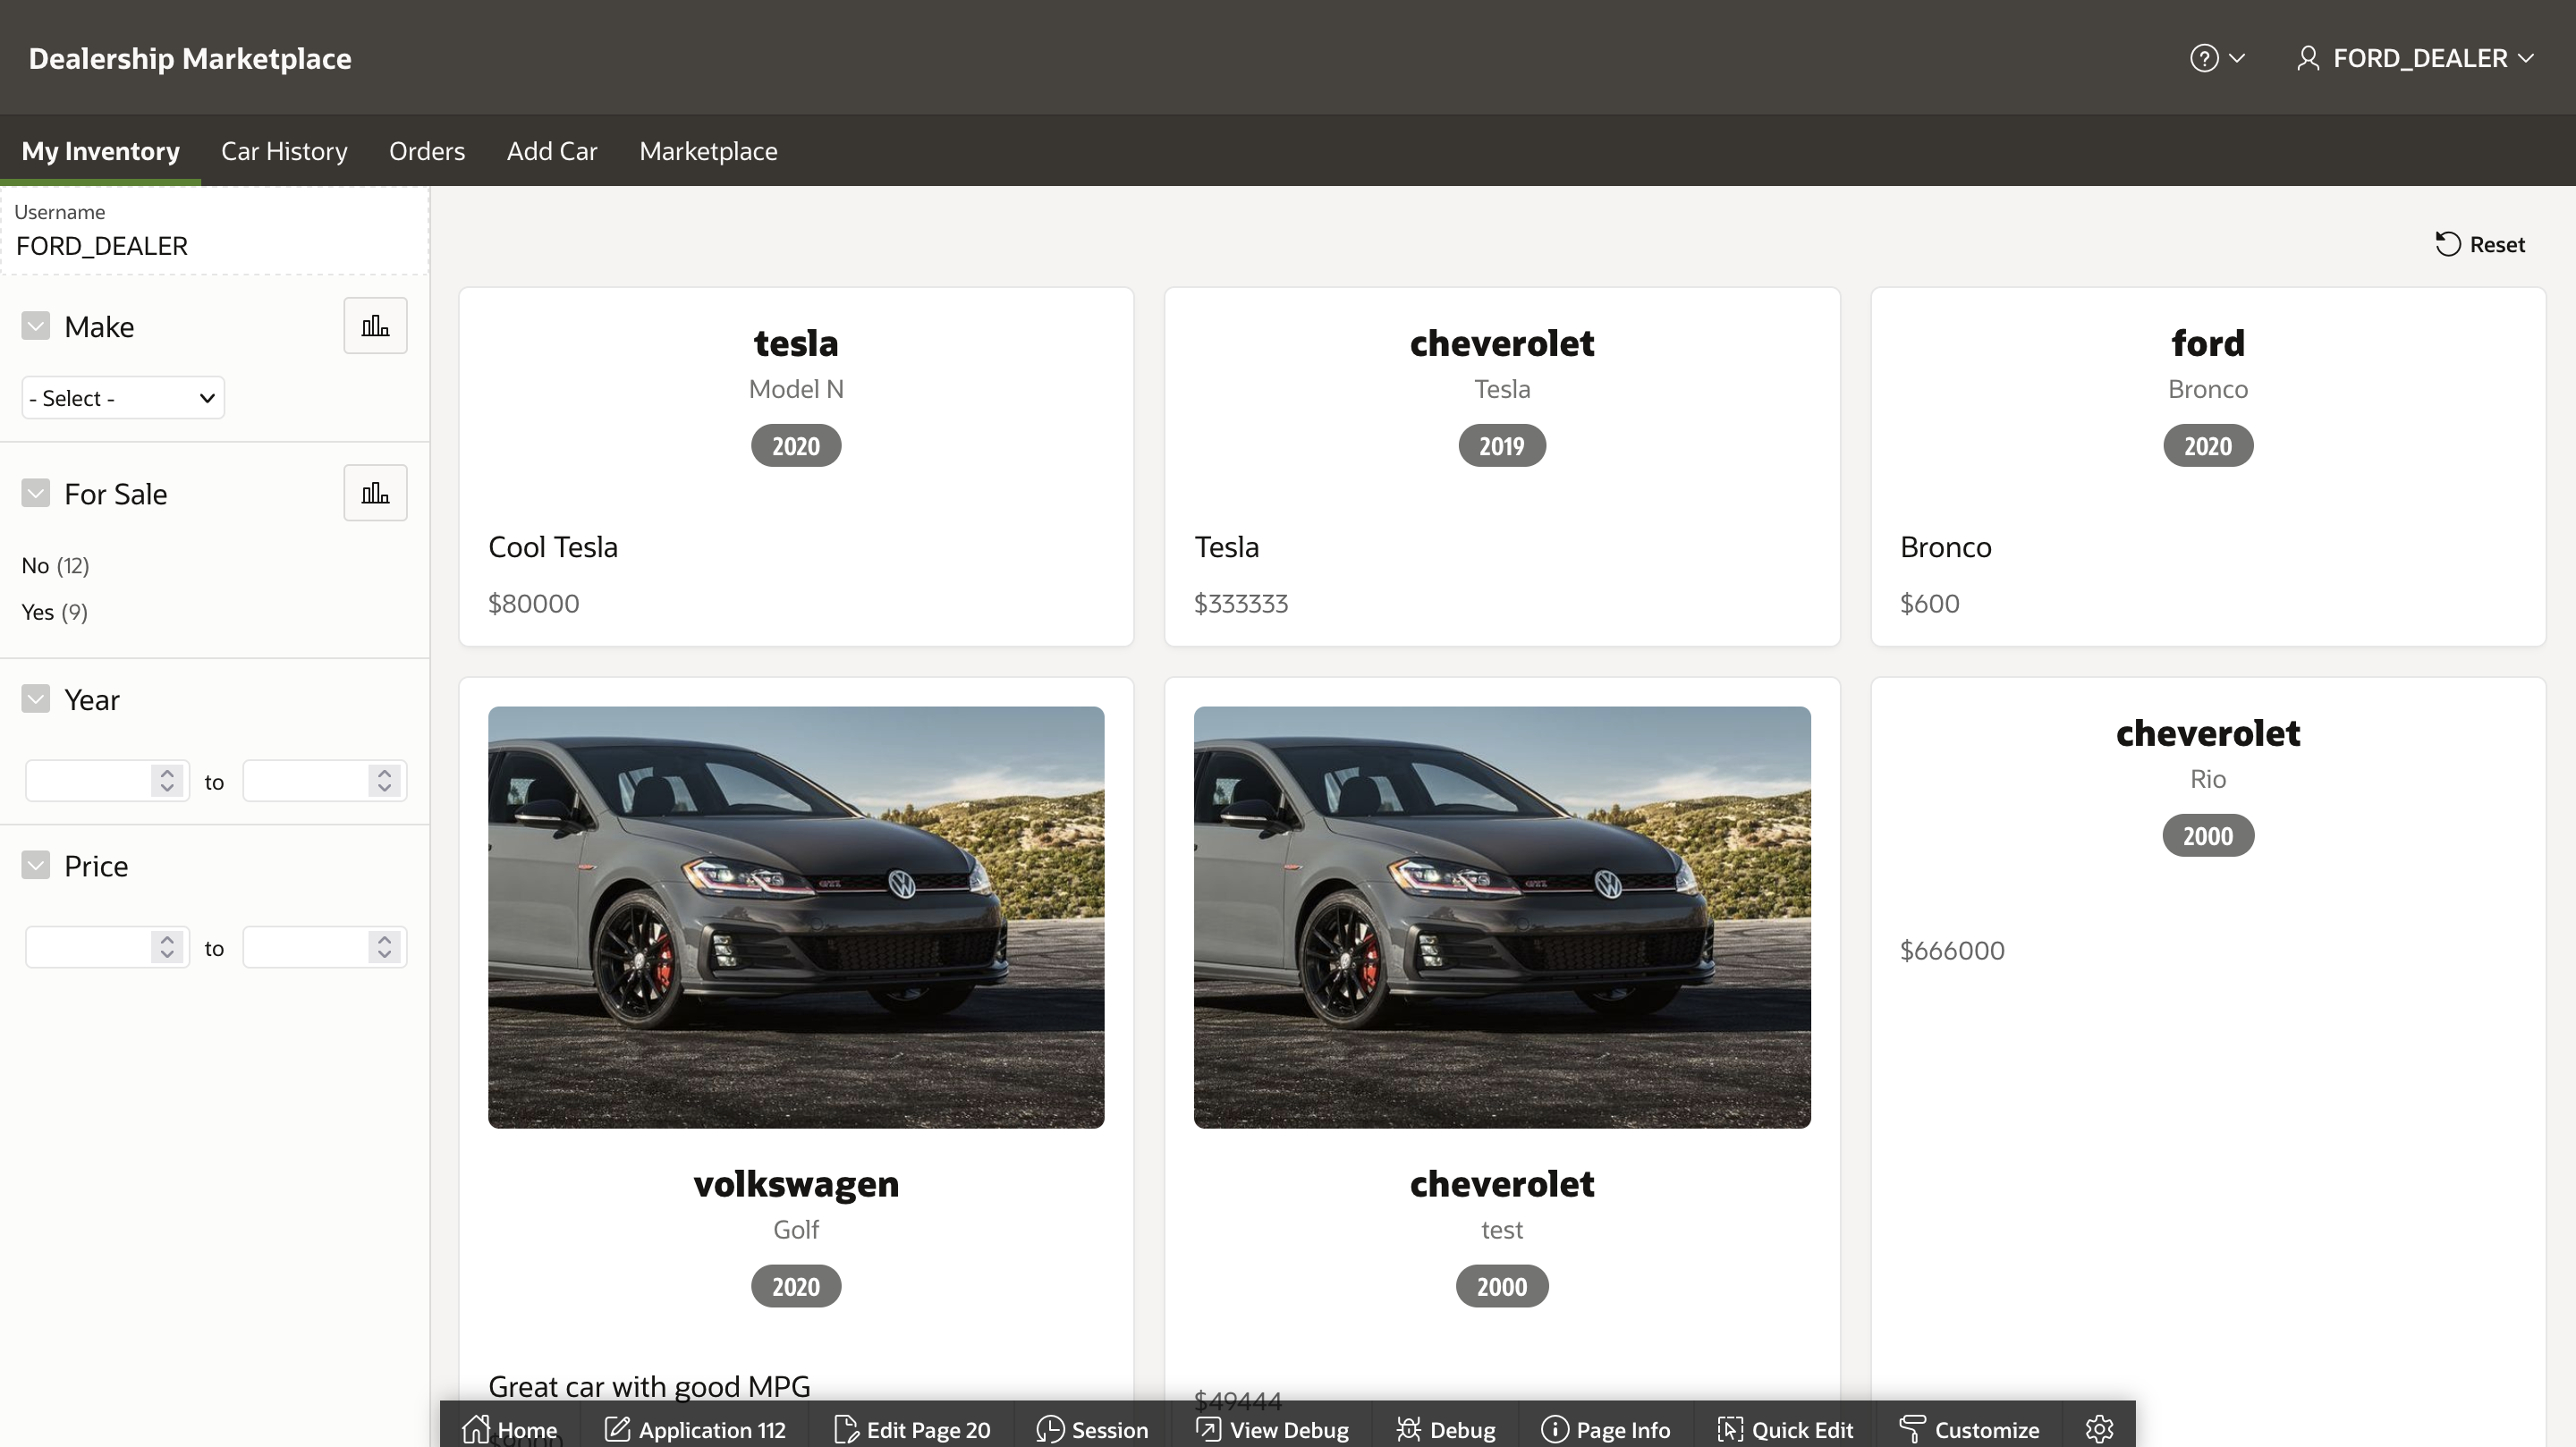 Dealership Marketplace
FORD_DEALER
My Inventory Car History Orders Add Car Marketplace
Username
FORD_DEALER
Reset
Make
- Select -
For Sale
No (12)
Yes (9)
Year
to
Price
to
tesla
Model N
2020
Cool Tesla
$80000
cheverolet
Tesla
2019
Tesla
$333333
ford
Bronco
2020
Bronco
$600
volkswagen
Golf
2020
Great car with good MPG
cheverolet
test
2000
$49444
cheverolet
Rio
2000
$666000
Home Application 112 Edit Page 20 Session View Debug Debug Page Info Quick Edit Customize